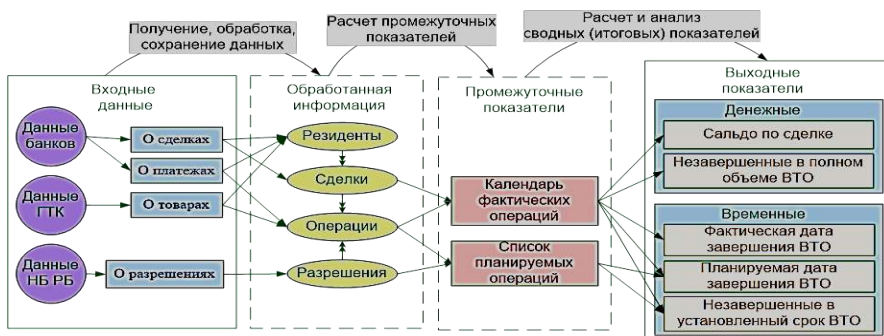 Получение, обработка,
сохранение данных
Расчет промежуточных
показателей
Расчет и анализ
сводных (итоговых) показателей
Входные
данные
Данные
банков
Данные
ГТК
Данные
НБ РБ
О сделках
О платежах
О товарах
О разрешениях
Обработанная
информация
Резиденты
Сделки
Операции
Разрешения
Промежуточные
показатели
Календарь
фактических
операций
Список
планируемых
операций
Выходные
показатели
Денежные
Сальдо по сделке
Незавершенные в полном
объеме ВТО
Временные
Фактическая дата
завершения ВТО
Планируемая дата
завершения ВТО
Незавершенные в
установленный срок ВТО